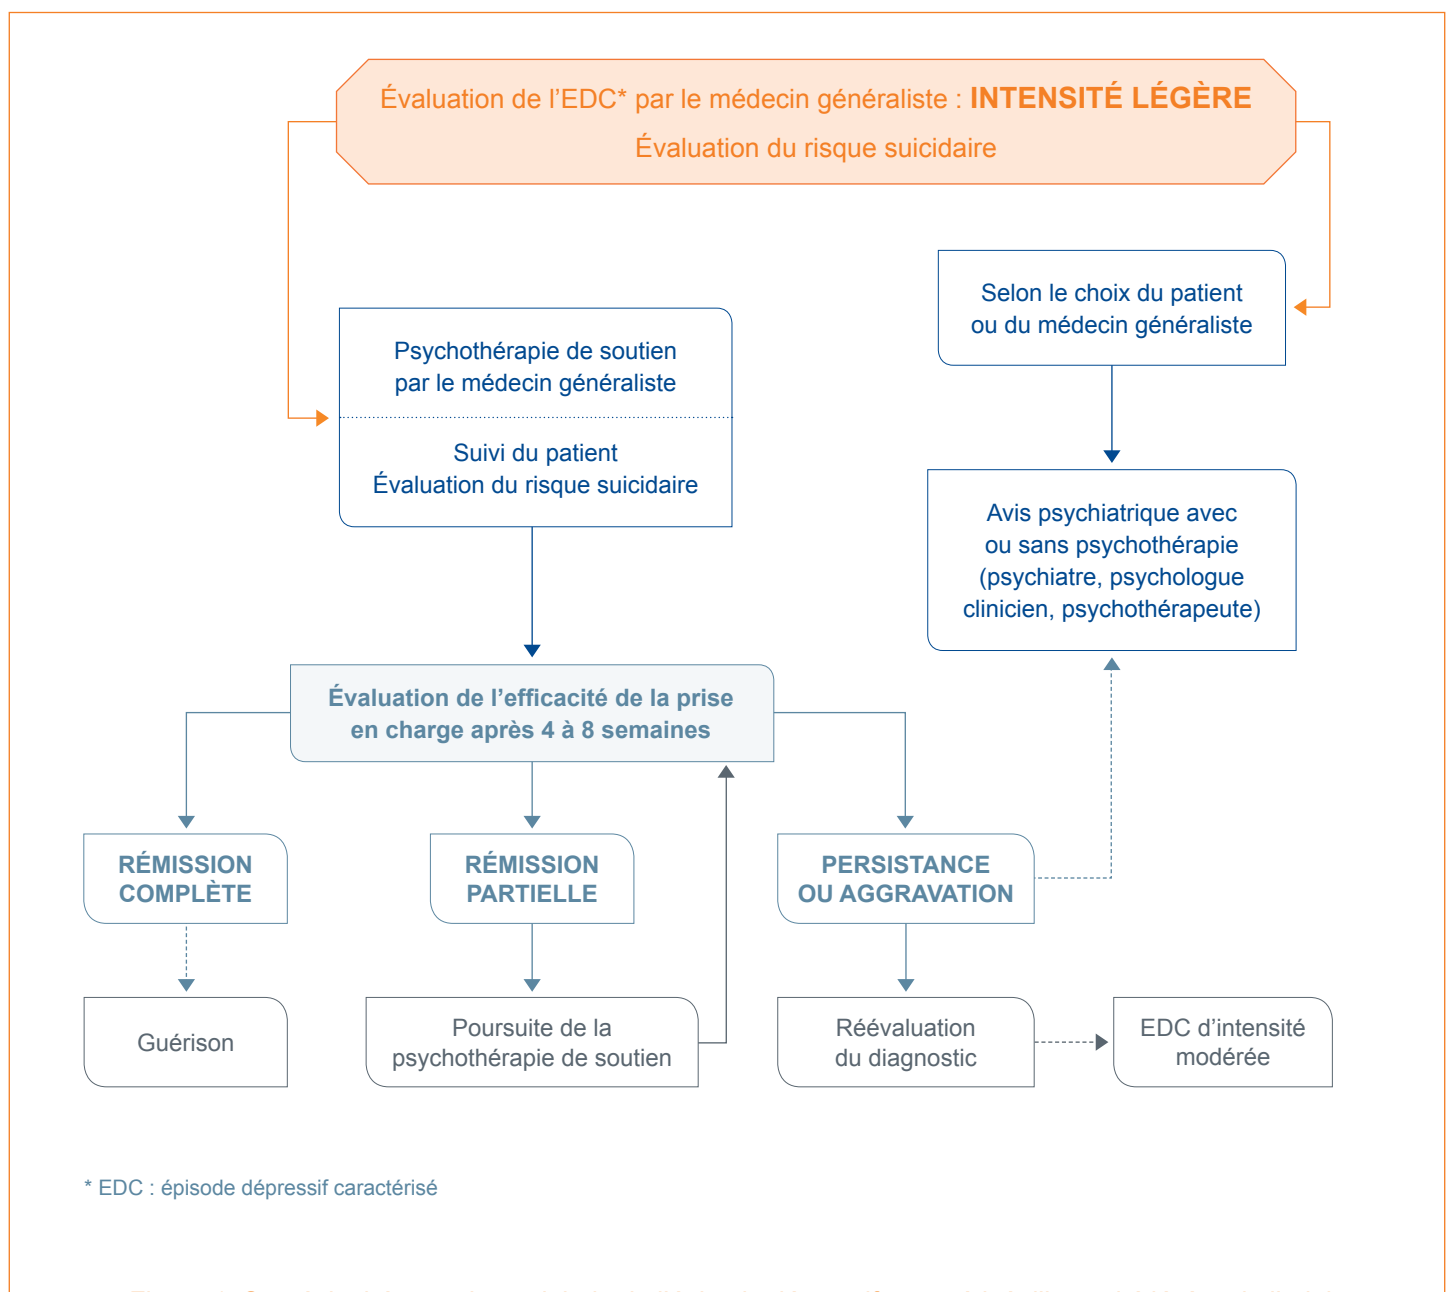 Évaluation de l’EDC* par le médecin généraliste : INTENSITÉ LÉGÈRE
Évaluation du risque suicidaire
Selon le choix du patient
ou du médecin généraliste
Psychothérapie de soutien
par le médecin généraliste
Suivi du patient
Évaluation du risque suicidaire
Avis psychiatrique avec
ou sans psychothérapie
(psychiatre, psychologue
clinicien, psychothérapeute)
Évaluation de l’efficacité de la prise
en charge après 4 à 8 semaines
RÉMISSION
COMPLÈTE
RÉMISSION
PARTIELLE
PERSISTANCE
OU AGGRAVATION
Guérison
Poursuite de la
psychothérapie de soutien
Réévaluation
du diagnostic
EDC d’intensité
modérée
* EDC : épisode dépressif caractérisé